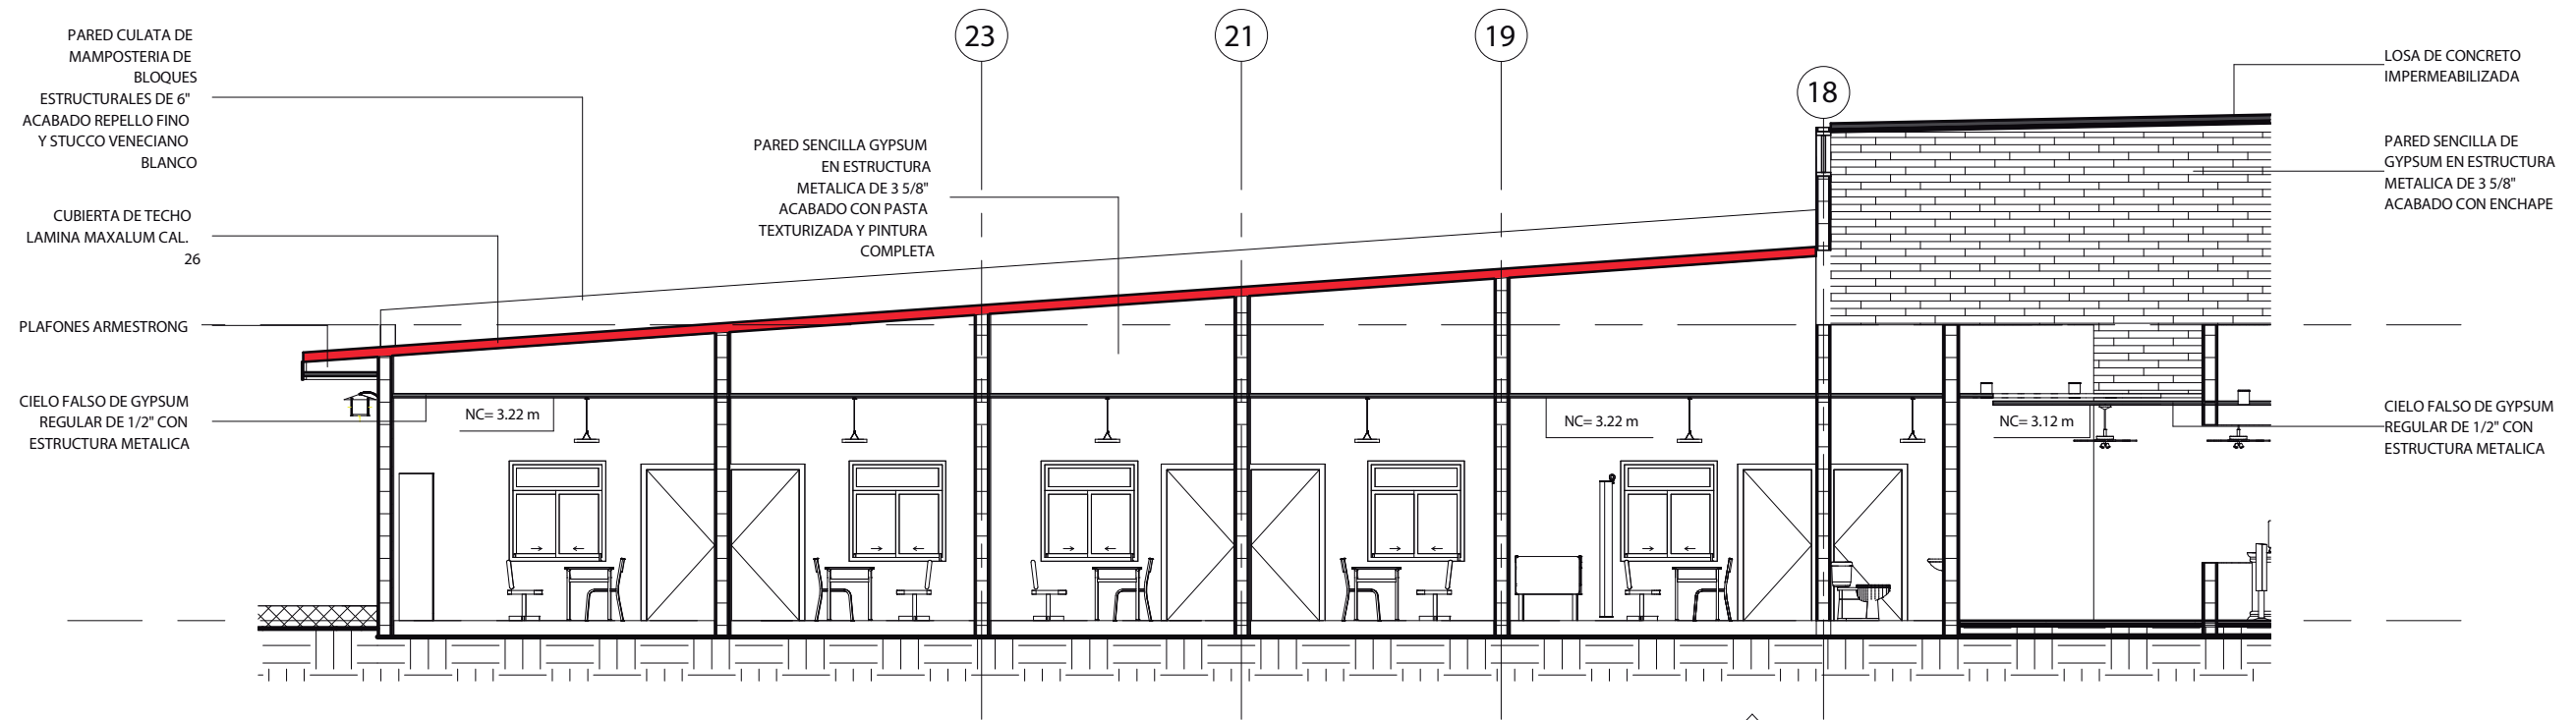 PARED CULATA DE
MAMPOSTERIA DE
BLOQUES
ESTRUCTURALES DE 6"
ACABADO REPELLO FINO
Y STUCCO VENECIANO
BLANCO
CUBIERTA DE TECHO
LAMINA MAXALUM CAL.
26
PLAFONES ARMESTRONG
CIELO FALSO DE GYPSUM
REGULAR DE 1/2" CON
ESTRUCTURA METALICA
23
21
19
18
PARED SENCILLA GYPSUM
EN ESTRUCTURA
METALICA DE 3 5/8"
ACABADO CON PASTA
TEXTURIZADA Y PINTURA
COMPLETA
NC= 3.22 m
NC= 3.22 m
NC= 3.12 m
LOSA DE CONCRETO
IMPERMEABILIZADA
PARED SENCILLA DE
GYPSUM EN ESTRUCTURA
METALICA DE 3 5/8"
ACABADO CON ENCHAPE
CIELO FALSO DE GYPSUM
REGULAR DE 1/2" CON
ESTRUCTURA METALICA